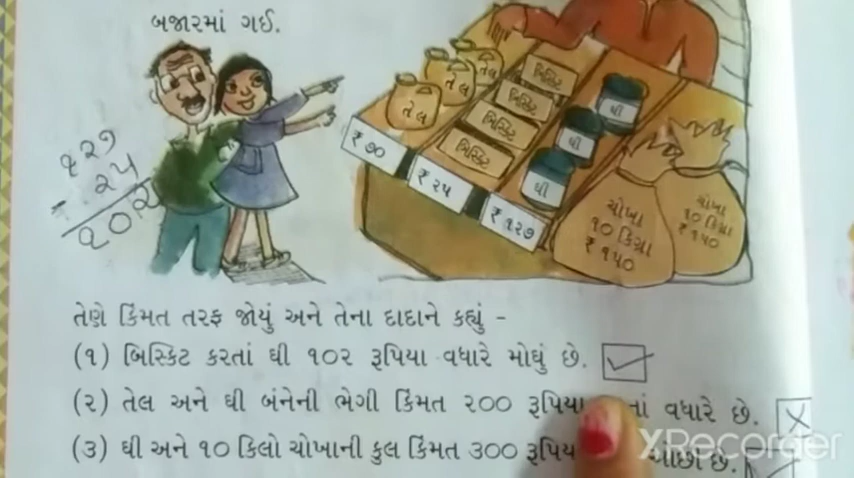 બજારમાં ગઈ.
તેલ
તેલ
તેલ
બિસ્કિટ
બિસ્કિટ
બિસ્કિટ
બિસ્કિટ
ઘી
ઘી
ઘી
₹ ૭૦
₹ ૨૫
₹ ૧૨૭
ચોખા
૧૦ કિગ્રા
₹ ૧૫૦
ચોખા
૧૦ કિગ્રા
₹ ૧૫૦
૧૨૭
- ૨૫
૧૦૨
તેણે કિંમત તરફ જોયું અને તેના દાદાને કહ્યું -
(૧) બિસ્કિટ કરતાં ઘી ૧૦૨ રૂપિયા વધારે મોઘું છે.
(૨) તેલ અને ઘી બંનેની ભેગી કિંમત ૨૦૦ રૂપિયા વધારે છે.
(૩) ઘી અને ૧૦ કિલો ચોખાની કુલ કિંમત ૩૦૦ ઓછી છે.
XRecorder